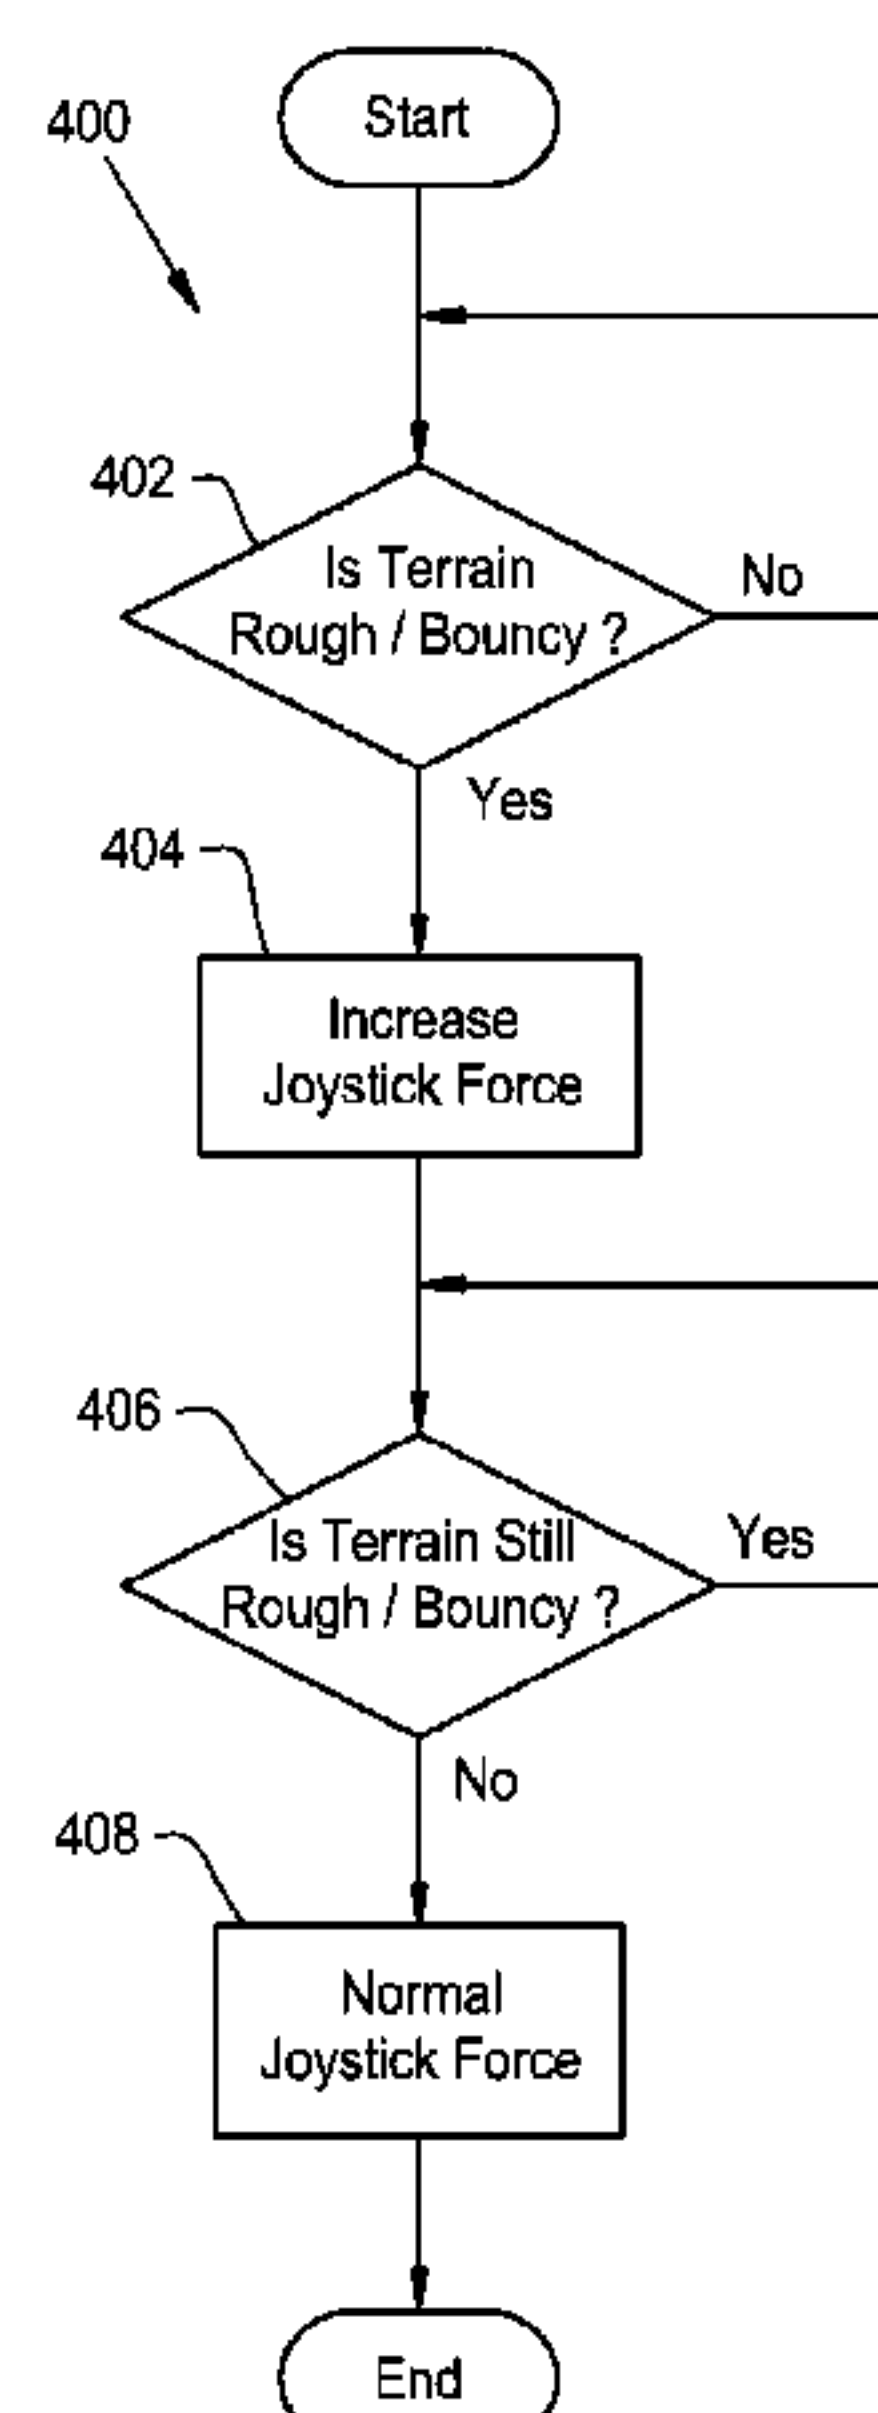 Start
400
402
Is Terrain
Rough / Bouncy ?
No
Yes
404
Increase
Joystick Force
406
Is Terrain Still
Rough / Bouncy ?
Yes
No
408
Normal
Joystick Force
End